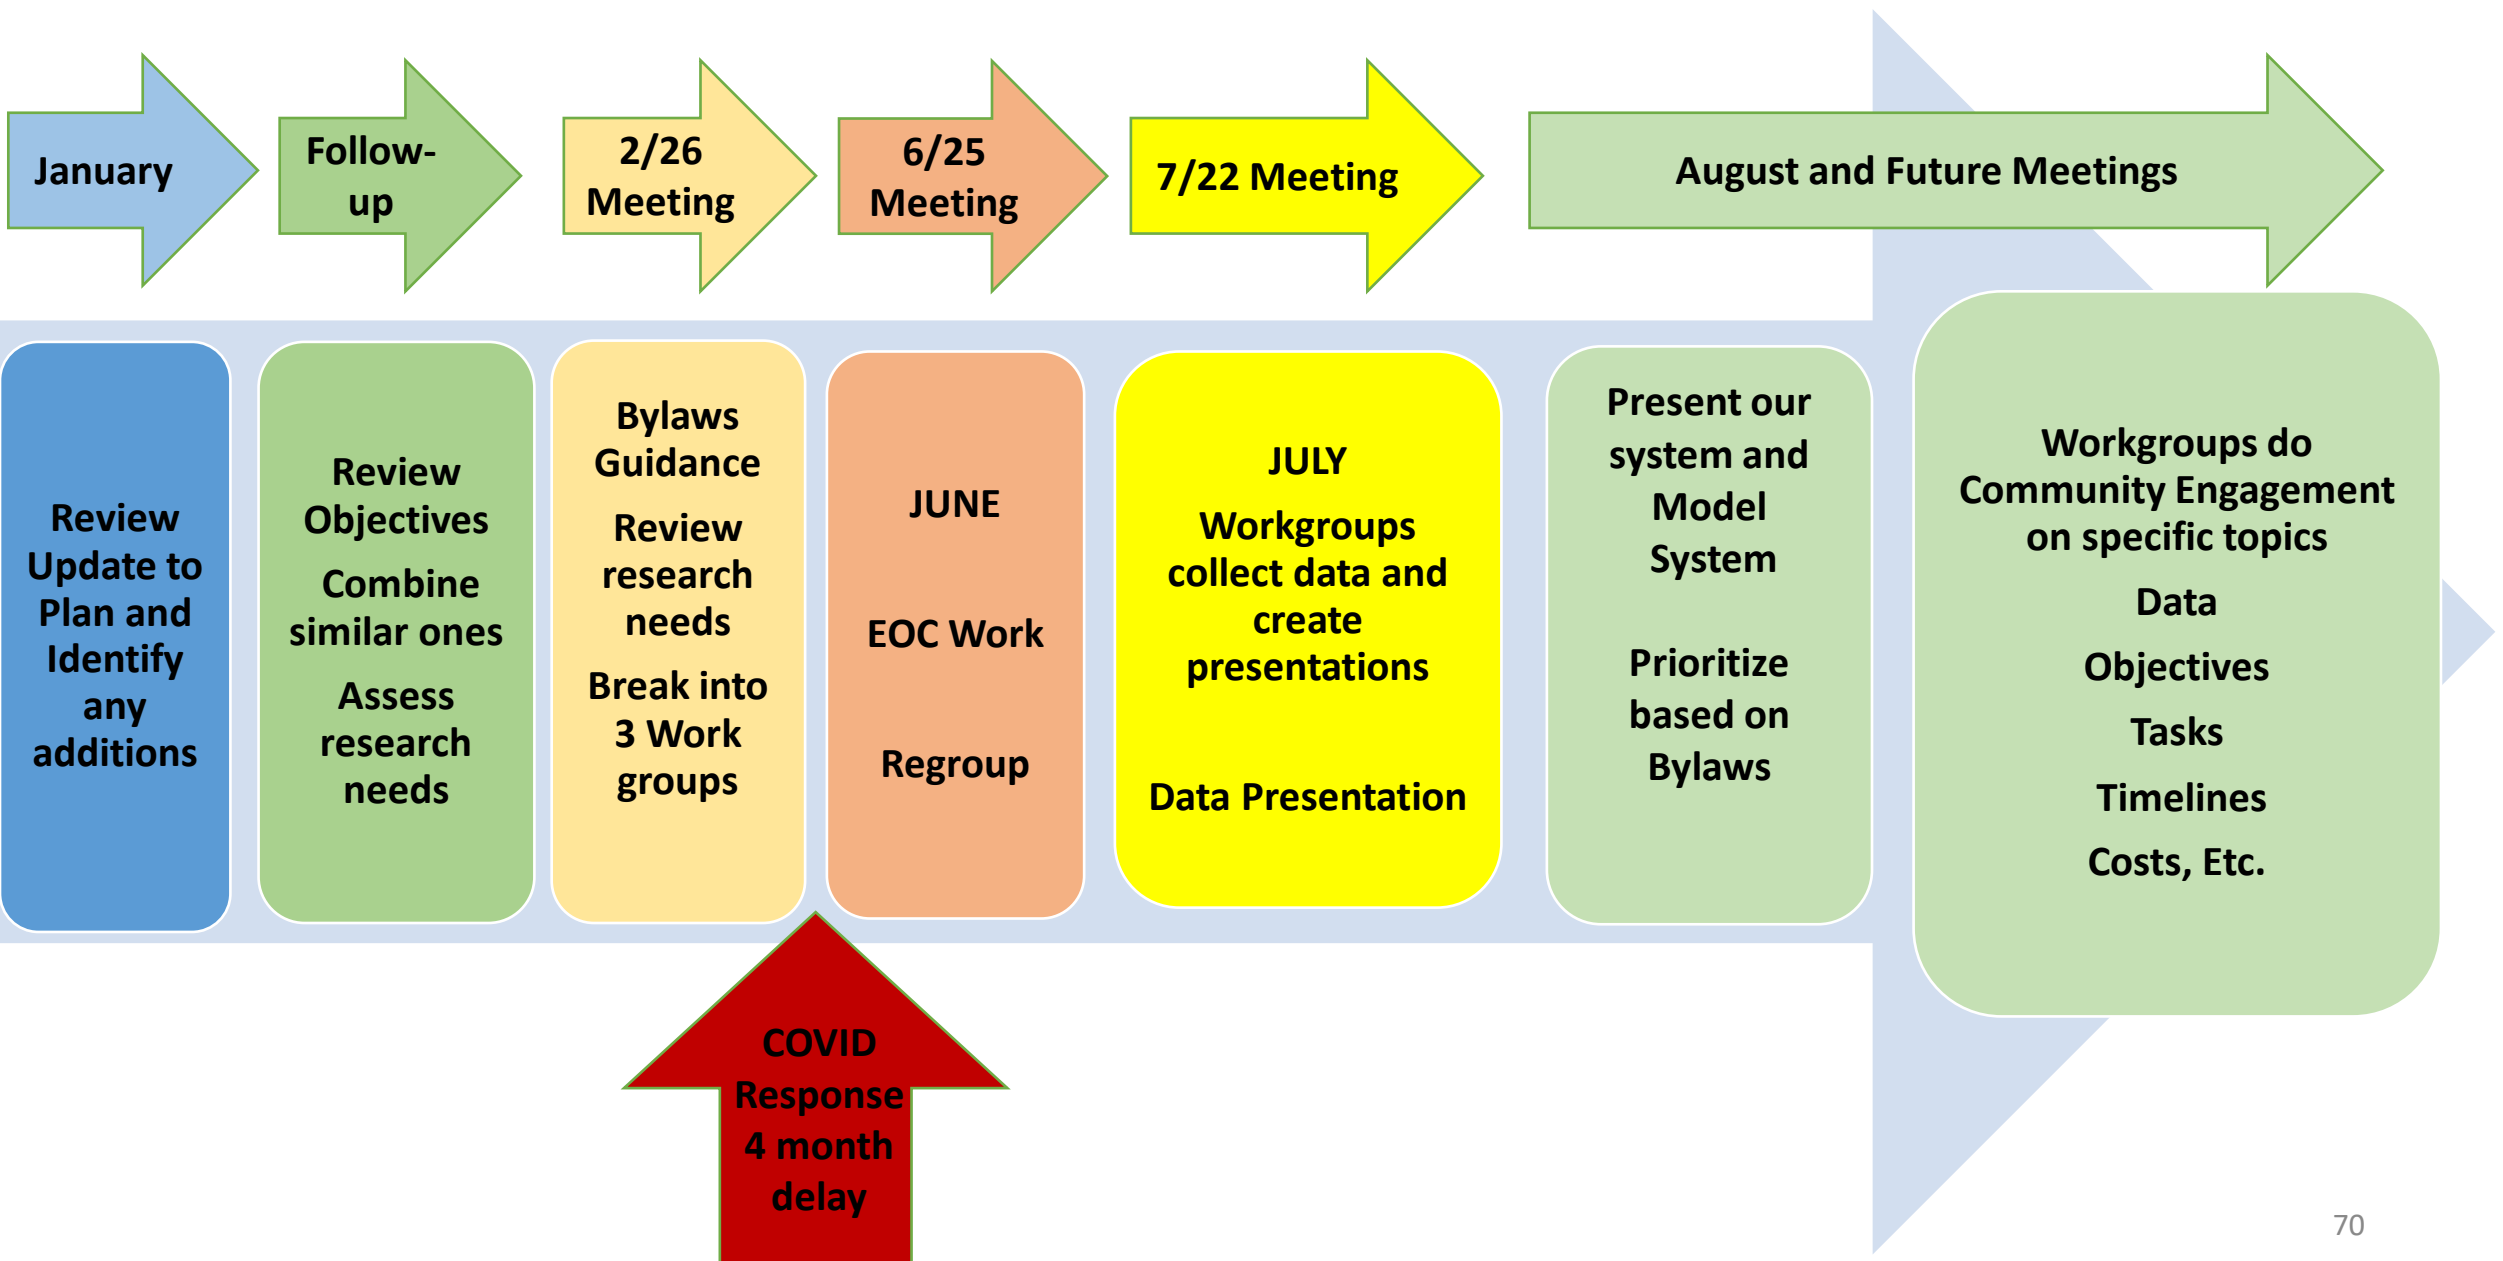 January
Follow-
up
2/26
Meeting
6/25
Meeting
7/22 Meeting
August and Future Meetings
Review
Update to
Plan and
Identify
any
additions
Review
Objectives
Combine
similar ones
Assess
research
needs
Bylaws
Guidance
Review
research
needs
Break into
3 Work
groups
JUNE
EOC Work
Regroup
JULY
Workgroups
collect data and
create
presentations
Data Presentation
Present our
system and
Model
System
Prioritize
based on
Bylaws
Workgroups do
Community Engagement
on specific topics
Data
Objectives
Tasks
Timelines
Costs, Etc.
COVID
Response
4 month
delay
70